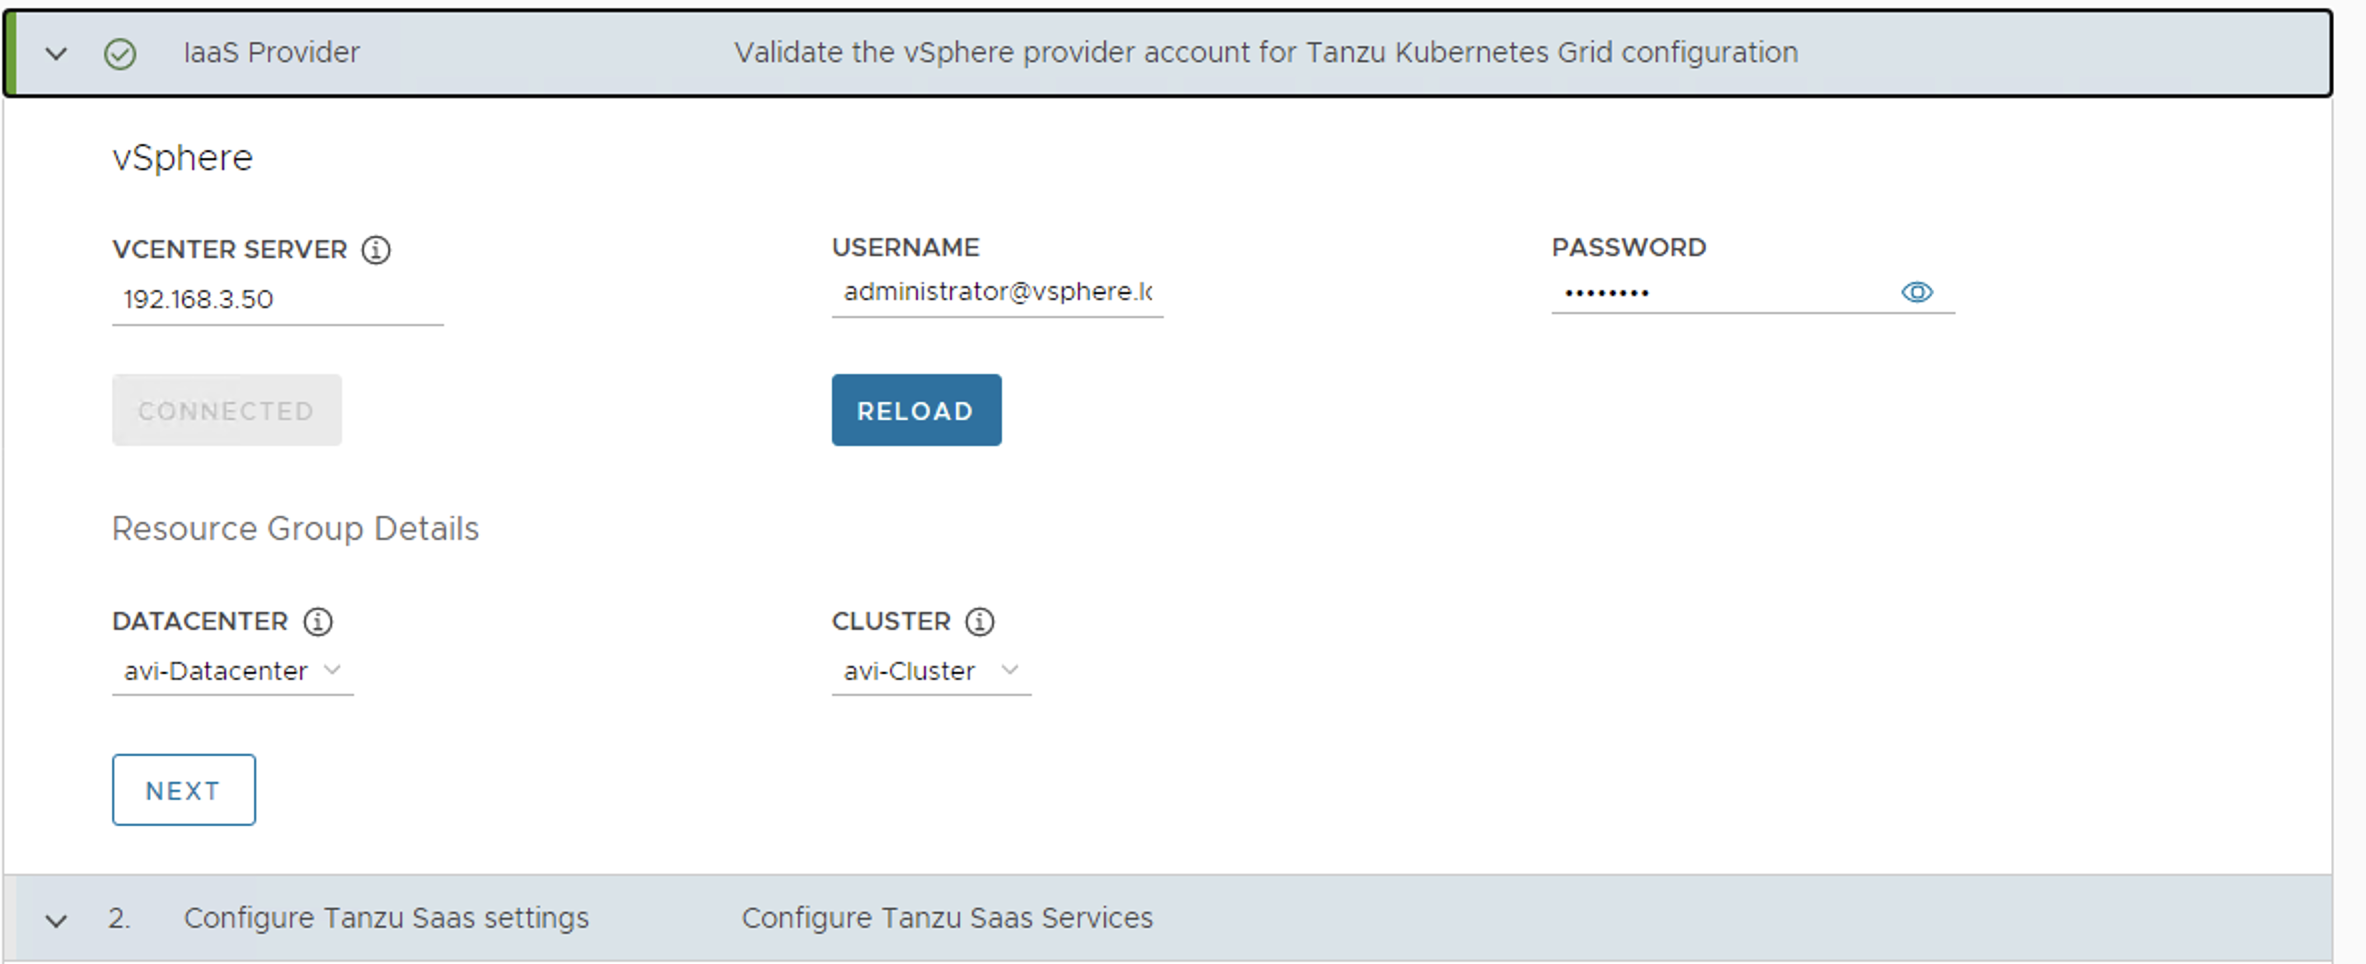 IaaS Provider Validate the vSphere provider account for Tanzu Kubernetes Grid configuration
vSphere
VCENTER SERVER USERNAME PASSWORD
192.168.3.50 administrator@vsphere.lc ••••••••
CONNECTED RELOAD
Resource Group Details
DATACENTER CLUSTER
avi-Datacenter avi-Cluster
NEXT
2. Configure Tanzu Saas settings Configure Tanzu Saas Services